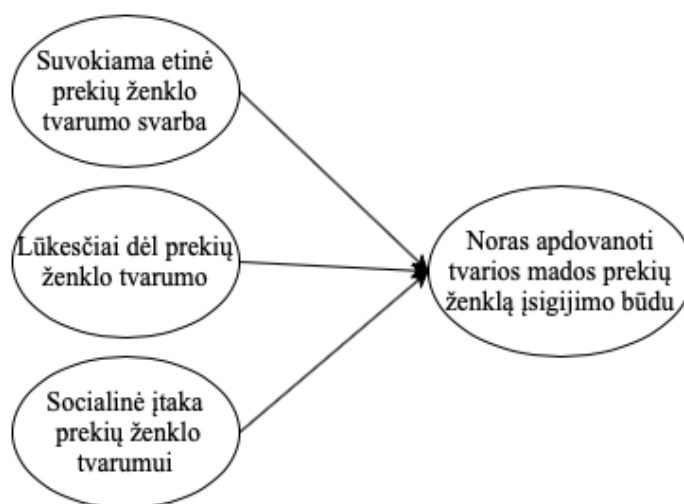 Suvokiama etinė
prekių ženklo
tvarumo svarba
Lūkesčiai dėl prekių
ženklo tvarumo
Socialinė įtaka
prekių ženklo
tvarumui
Noras apdovanoti
tvarios mados prekių
ženklą įsigijimo būdu